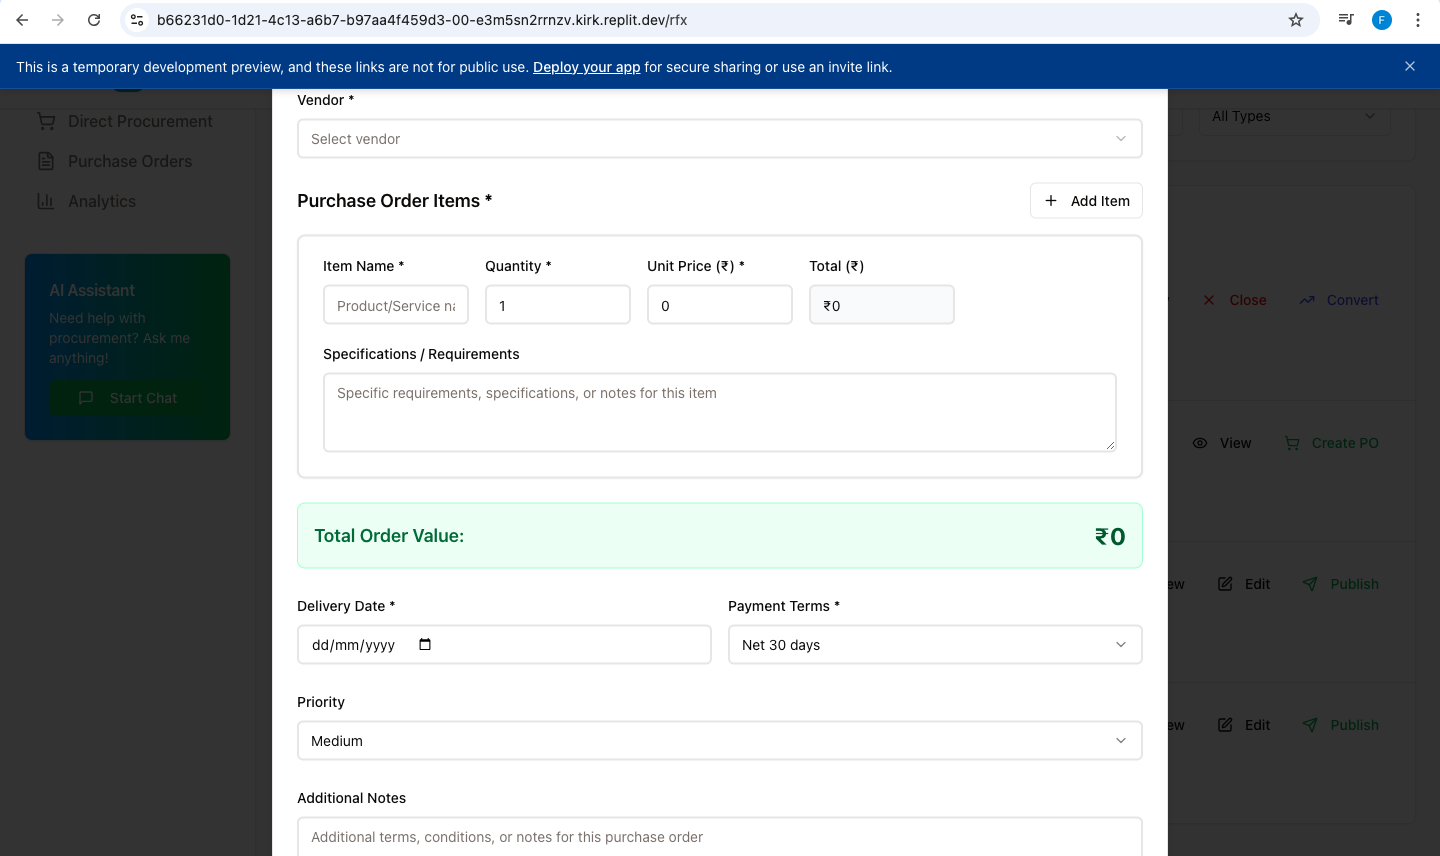 b66231d0-1d21-4c13-a6b7-b97aa4f459d3-00-e3m5sn2rrnzv.kirk.replit.dev/rfx
F
This is a temporary development preview, and these links are not for public use. Deploy your app for secure sharing or use an invite link.
Direct Procurement
Purchase Orders
Analytics
AI Assistant
Need help with
procurement? Ask me
anything!
Start Chat
Vendor *
Select vendor
Purchase Order Items *
Add Item
Item Name * Quantity * Unit Price (₹) * Total (₹)
Product/Service 1 0 ₹0
Specifications / Requirements
Specific requirements, specifications, or notes for this item
Total Order Value: ₹0
Delivery Date * Payment Terms *
dd/mm/yyyy Net 30 days
Priority
Medium
Additional Notes
Additional terms, conditions, or notes for this purchase order
All Types
Close Convert
View Create PO
Edit Publish
Edit Publish